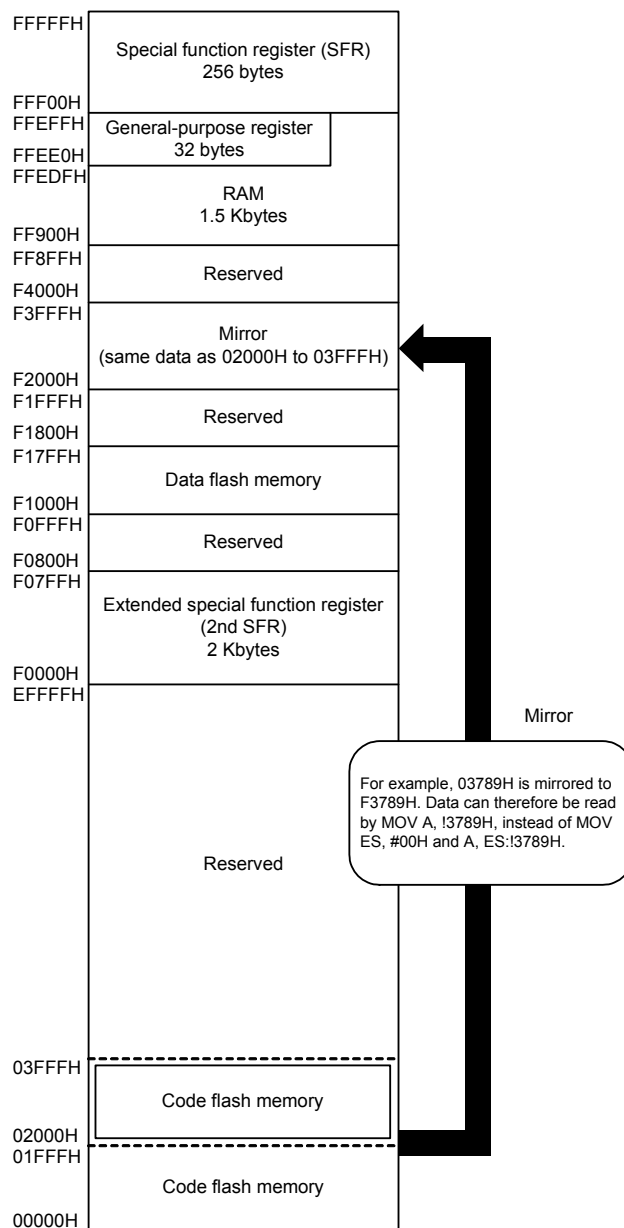 FFFFFH
Special function register (SFR)
256 bytes
FFF00H
FFEFFH
General-purpose register
32 bytes
FFEE0H
FFEDFH
RAM
1.5 Kbytes
FF900H
FF8FFH
Reserved
F4000H
F3FFFH
Mirror
(same data as 02000H to 03FFFH)
F2000H
F1FFFH
Reserved
F1800H
F17FFH
Data flash memory
F1000H
F0FFFH
Reserved
F0800H
F07FFH
Extended special function register
(2nd SFR)
2 Kbytes
F0000H
EFFFFH
Mirror
For example, 03789H is mirrored to
F3789H. Data can therefore be read
by MOV A, !3789H, instead of MOV
ES, #00H and A, ES:!3789H.
Reserved
03FFFH
Code flash memory
02000H
01FFFH
Code flash memory
00000H